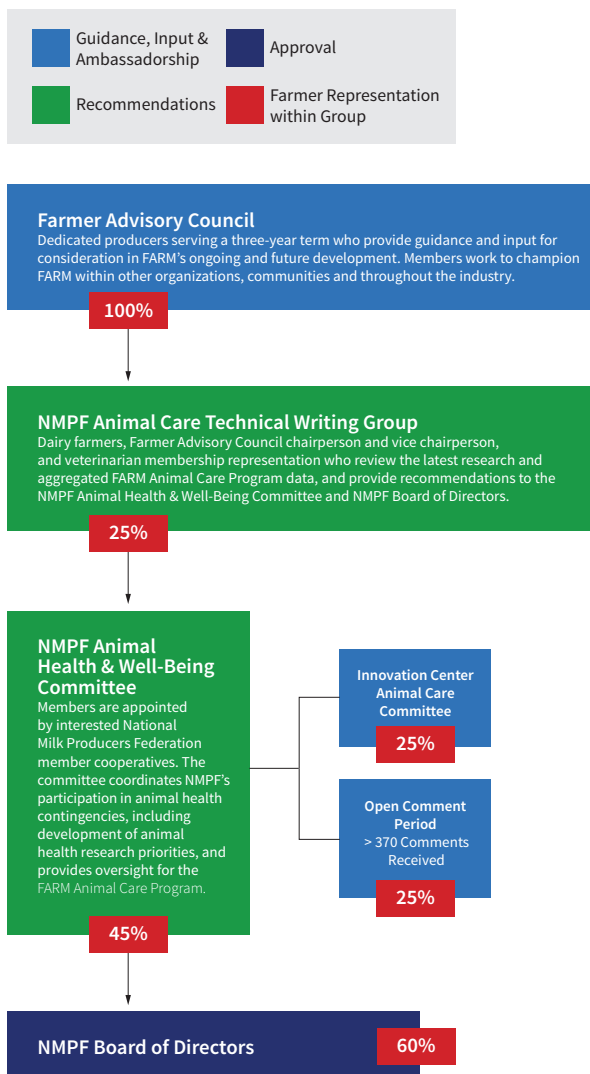 Guidance, Input &
Ambassadorship
Approval
Recommendations
Farmer Representation
within Group
Farmer Advisory Council
Dedicated producers serving a three-year term who provide guidance and input for
consideration in FARM's ongoing and future development. Members work to champion
FARM within other organizations, communities and throughout the industry.
100%
NMPF Animal Care Technical Writing Group
Dairy farmers, Farmer Advisory Council chairperson and vice chairperson,
and veterinarian membership representation who review the latest research and
aggregated FARM Animal Care Program data, and provide recommendations to the
NMPF Animal Health & Well-Being Committee and NMPF Board of Directors.
25%
NMPF Animal
Health & Well-Being
Committee
Members are appointed
by interested National
Milk Producers Federation
member cooperatives. The
committee coordinates NMPF's
participation in animal health
contingencies, including
development of animal
health research priorities, and
provides oversight for the
FARM Animal Care Program.
45%
Innovation Center
Animal Care
Committee
25%
Open Comment
Period
> 370 Comments
Received
25%
NMPF Board of Directors
60%